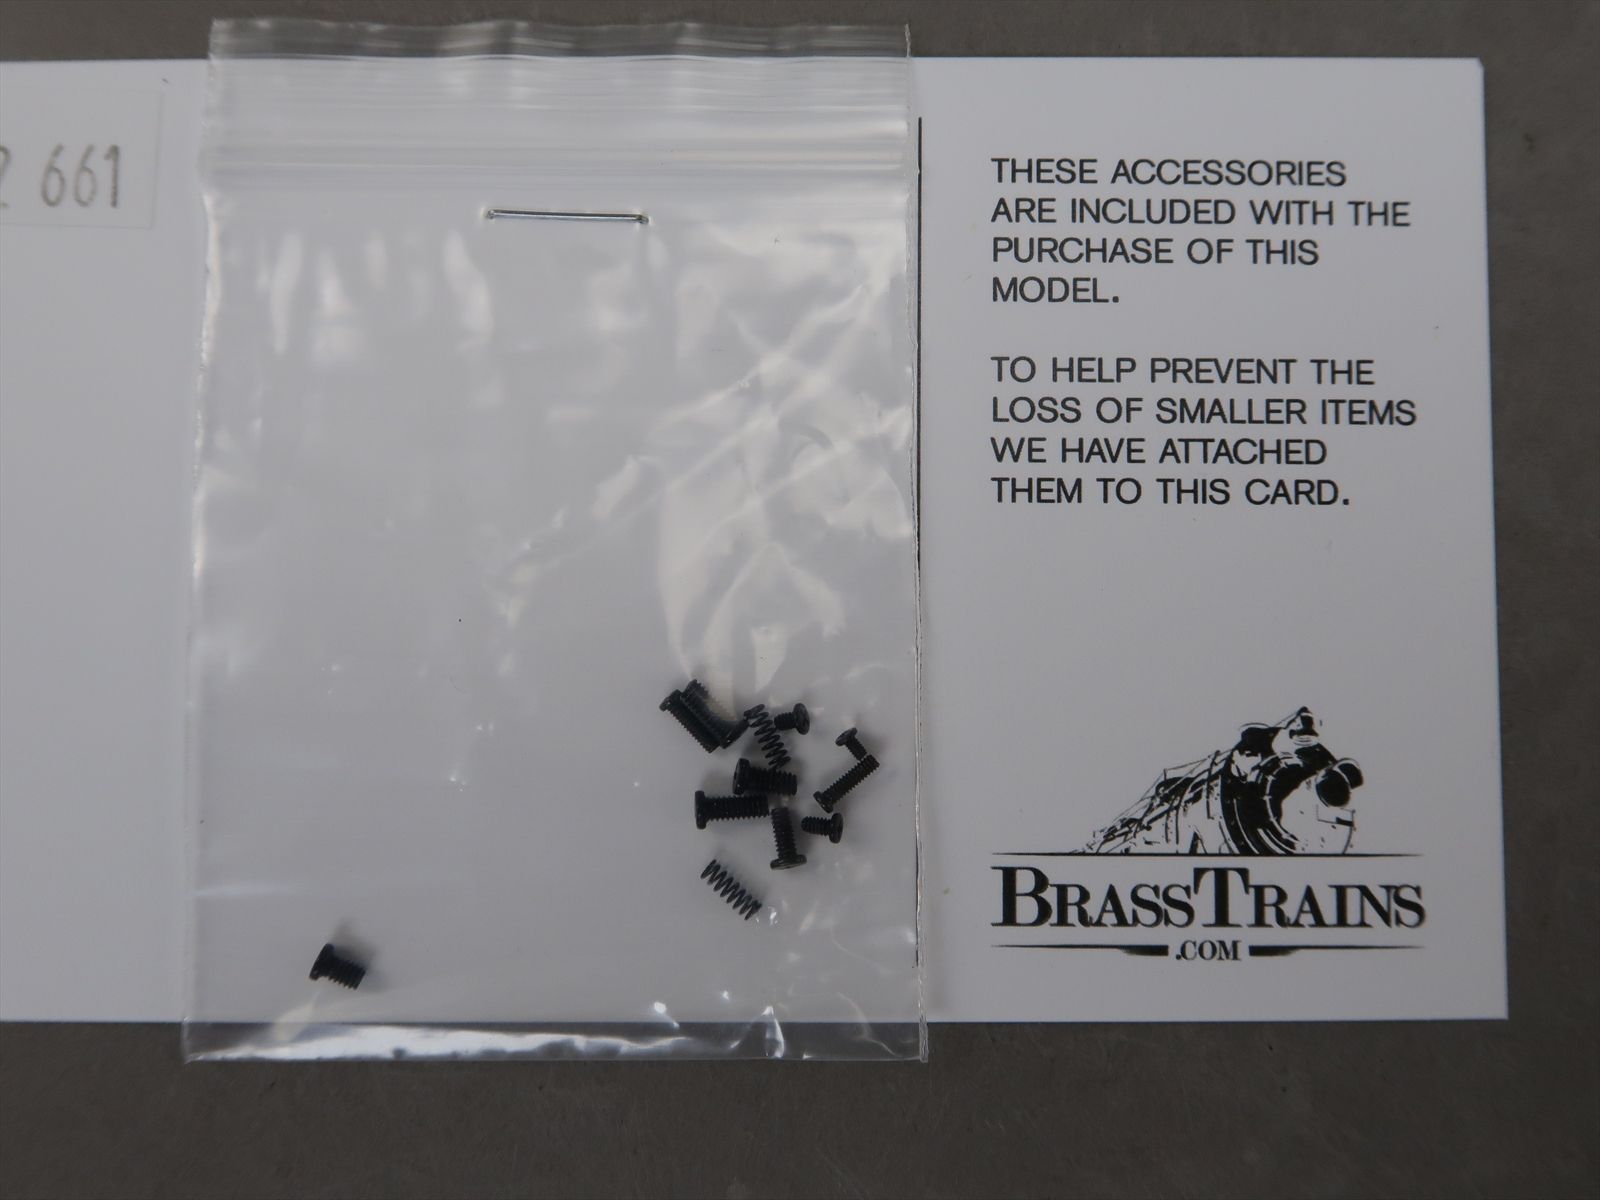 661
THESE ACCESSORIES
ARE INCLUDED WITH THE
PURCHASE OF THIS
MODEL.
TO HELP PREVENT THE
LOSS OF SMALLER ITEMS
WE HAVE ATTACHED
THEM TO THIS CARD.
BRASSTRAINS
.COM